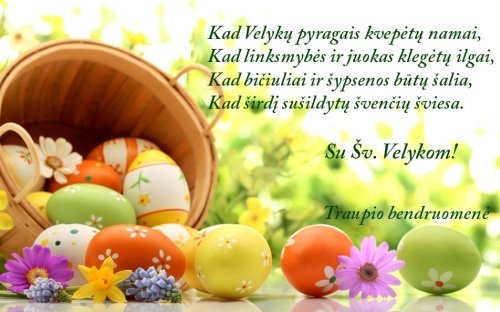 Kad Velykų pyragais kvepėtų namai,
Kad linksmybės ir juokas klegėtų ilgai,
Kad bičiuliai ir šypsenos būtų šalia,
Kad širdį sušildytų švenčių šviesa.
Su Šv. Velykom!
Traupio bendruomenė